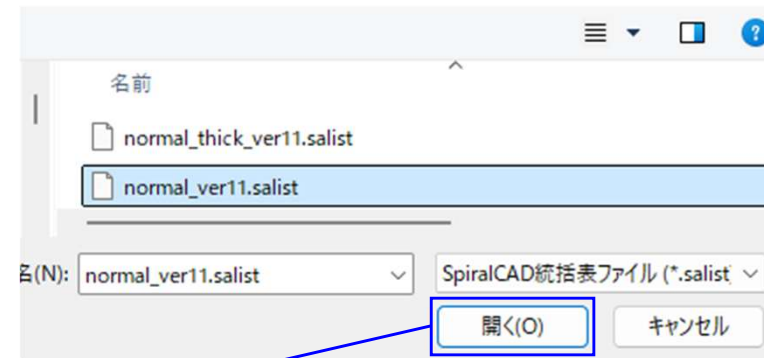 ?
名前
normal_thick_ver11.salist
normal_ver11.salist
名(N): normal_ver11.salist SpiralCAD統括表ファイル (*.salist)
開く(O) キャンセル